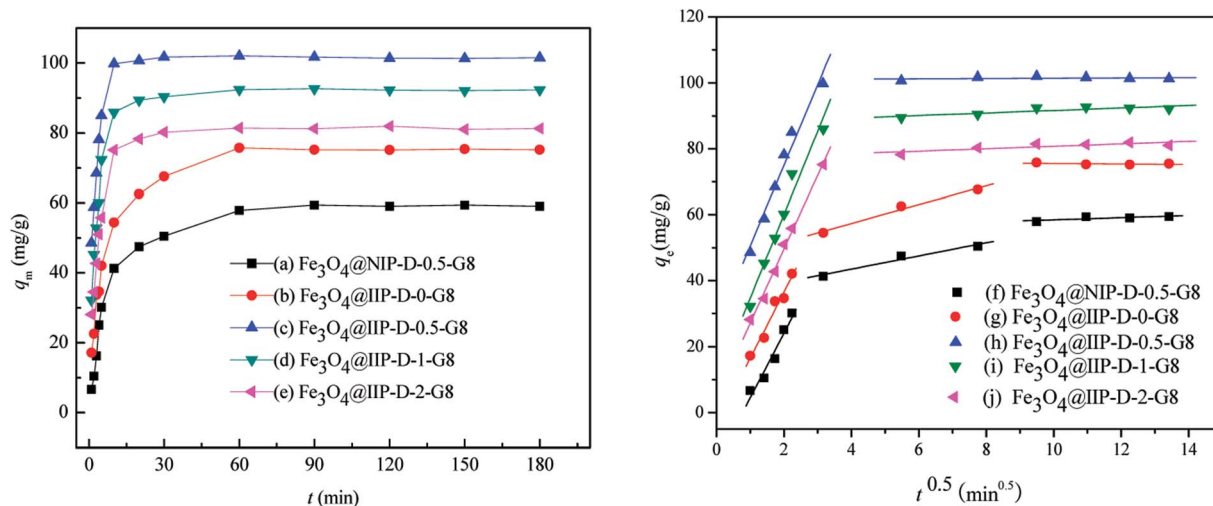 100
80
60
40
20
0
q_m (mg/g)
(a) Fe3O4@NIP-D-0.5-G8
(b) Fe3O4@IIP-D-0-G8
(c) Fe3O4@IIP-D-0.5-G8
(d) Fe3O4@IIP-D-1-G8
(e) Fe3O4@IIP-D-2-G8
0 30 60 90 120 150 180
t (min)
120
100
80
60
40
20
0
q_e (mg/g)
(f) Fe3O4@NIP-D-0.5-G8
(g) Fe3O4@IIP-D-0-G8
(h) Fe3O4@IIP-D-0.5-G8
(i) Fe3O4@IIP-D-1-G8
(j) Fe3O4@IIP-D-2-G8
0 2 4 6 8 10 12 14
t^0.5 (min^0.5)